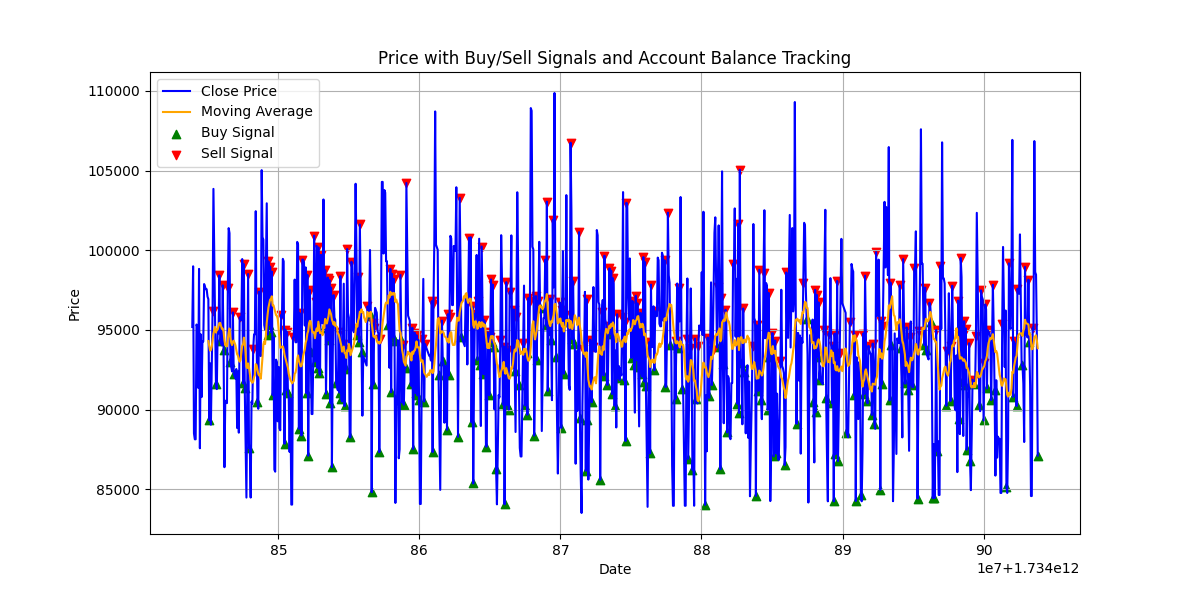 Price with Buy/Sell Signals and Account Balance Tracking
Close Price
Moving Average
Buy Signal
Sell Signal
110000
105000
100000
95000
90000
85000
Price
85 86 87 88 89 90
Date
1e7+1.734e12